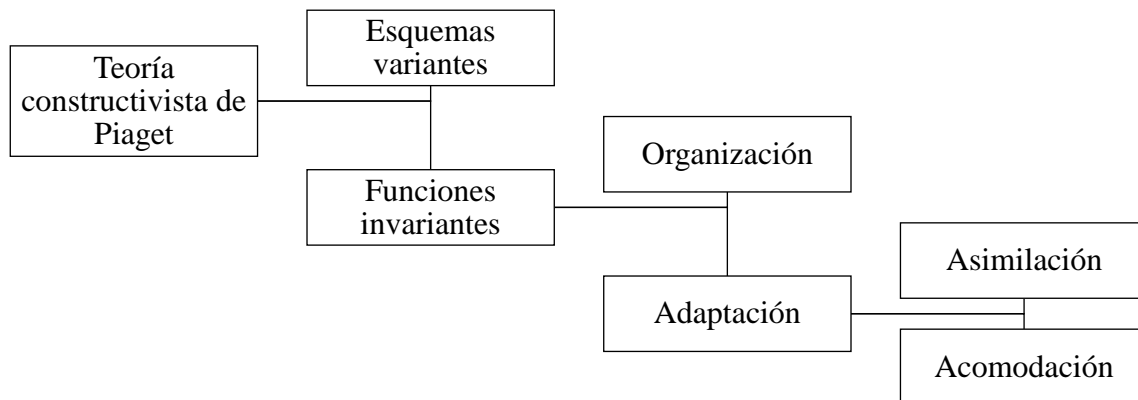 Teoría
constructivista de
Piaget
Esquemas
variantes
Funciones
invariantes
Organización
Adaptación
Asimilación
Acomodación